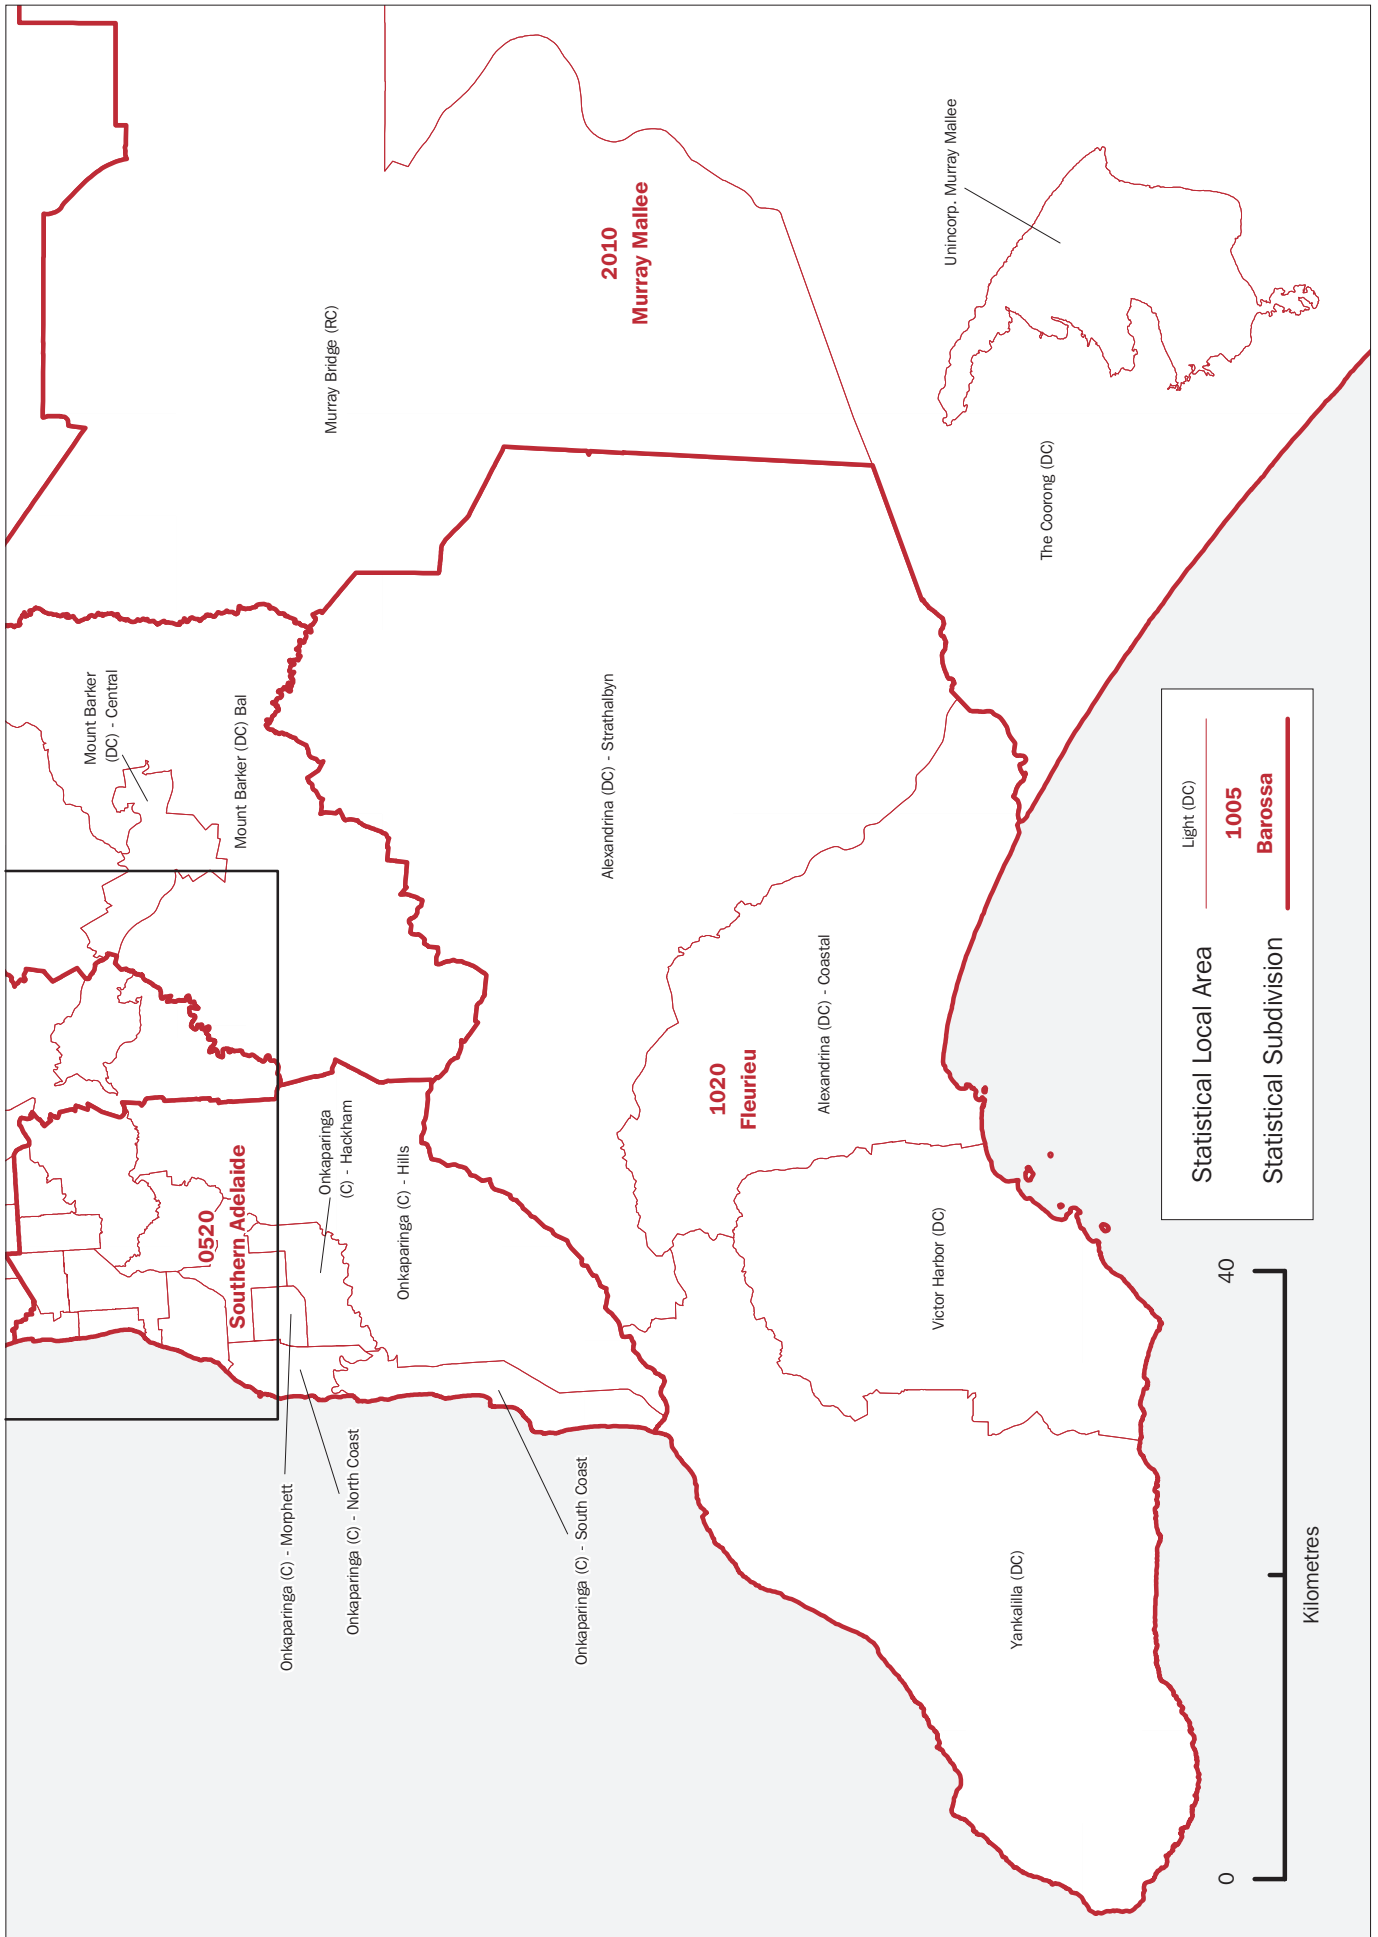 Mount Barker
(DC) - Central
Mount Barker (DC) Bal
Murray Bridge (RC)
2010
Murray Mallee
Unincorp. Murray Mallee
The Coorong (DC)
0520
Southern Adelaide
Onkaparinga
(C) - Hackham
Onkaparinga (C) - Hills
Onkaparinga (C) - Morphett
Onkaparinga (C) - North Coast
Onkaparinga (C) - South Coast
Alexandrina (DC) - Strathalbyn
1020
Fleurieu
Alexandrina (DC) - Coastal
Victor Harbor (DC)
Yankalilla (DC)
Statistical Local Area
Light (DC)
Statistical Subdivision
1005
Barossa
0
40
Kilometres